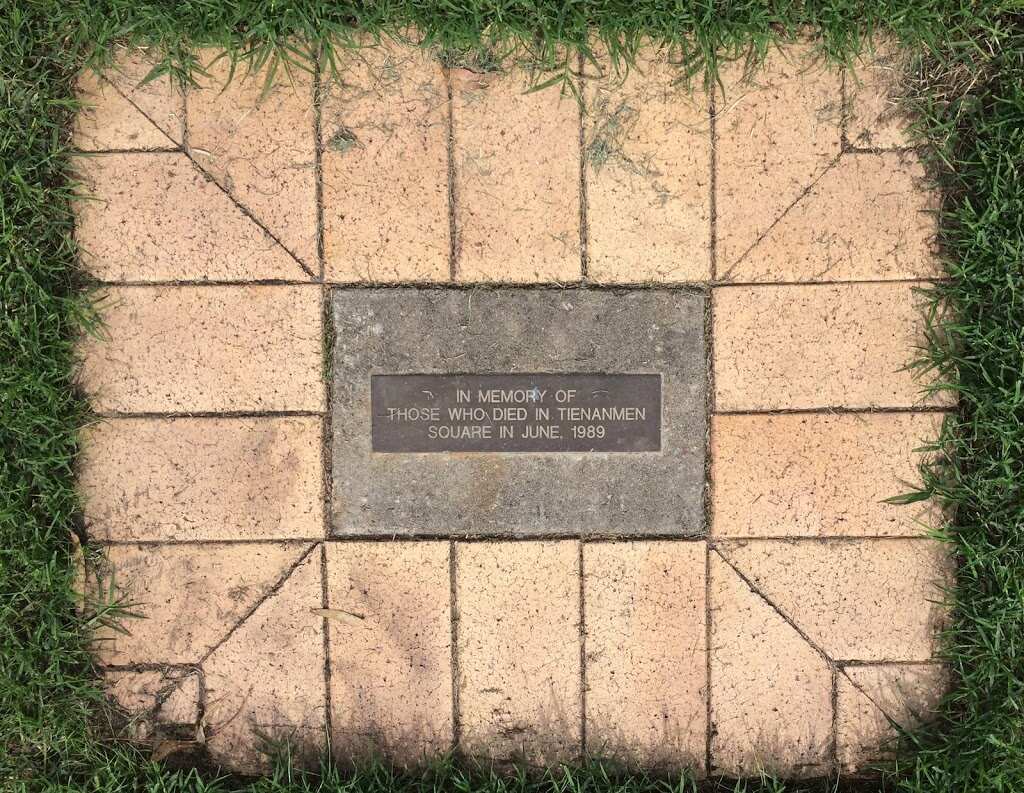 IN MEMORY OF
THOSE WHO DIED IN TIENANMEN
SQUARE IN JUNE, 1989